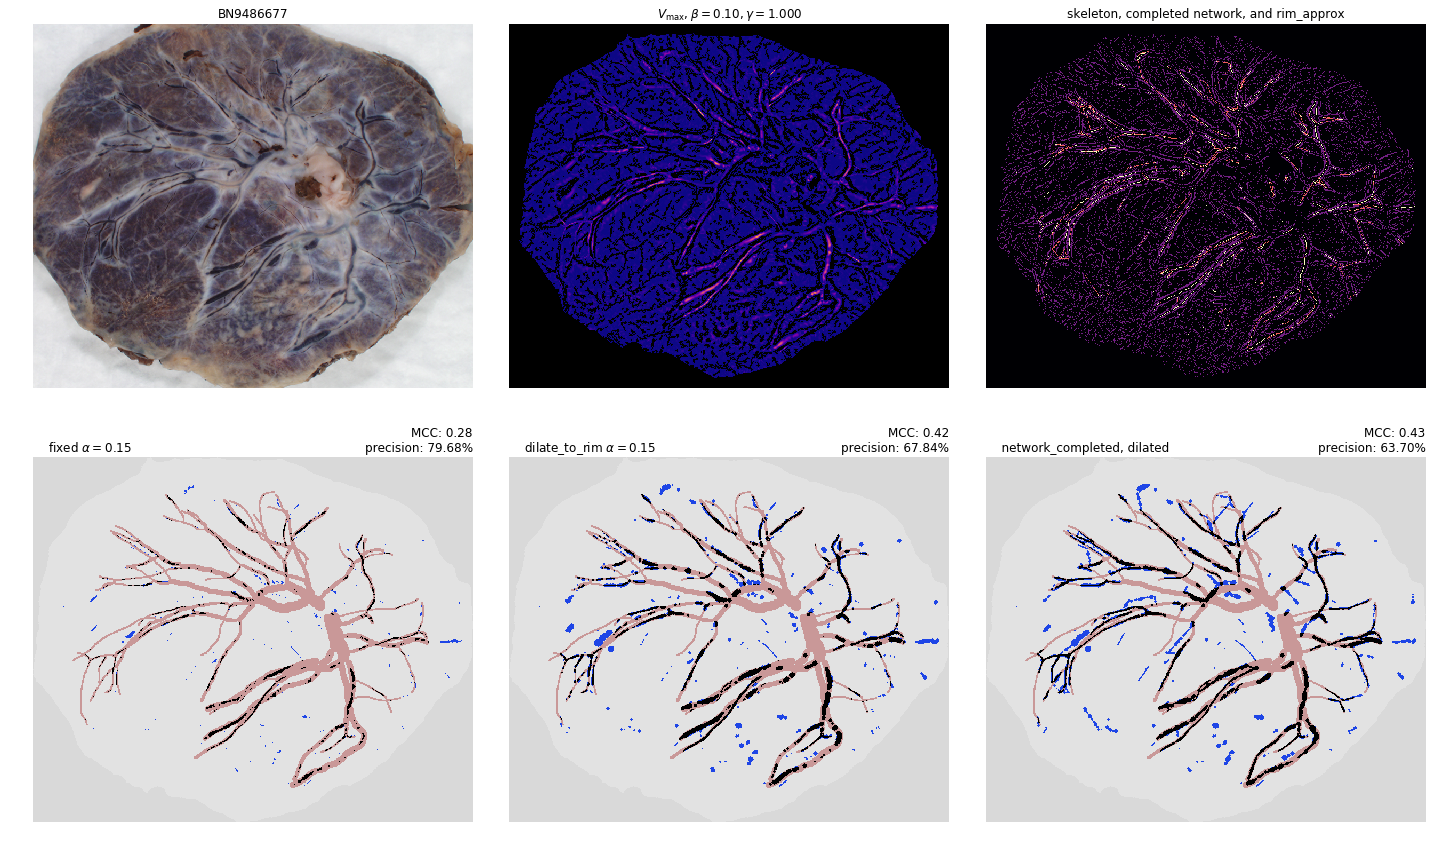 BN9486677
V_max, β = 0.10, γ = 1.000
skeleton, completed network, and rim_approx
MCC: 0.28
fixed α = 0.15 precision: 79.68%
MCC: 0.42
dilate_to_rim α = 0.15 precision: 67.84%
MCC: 0.43
network_completed, dilated precision: 63.70%